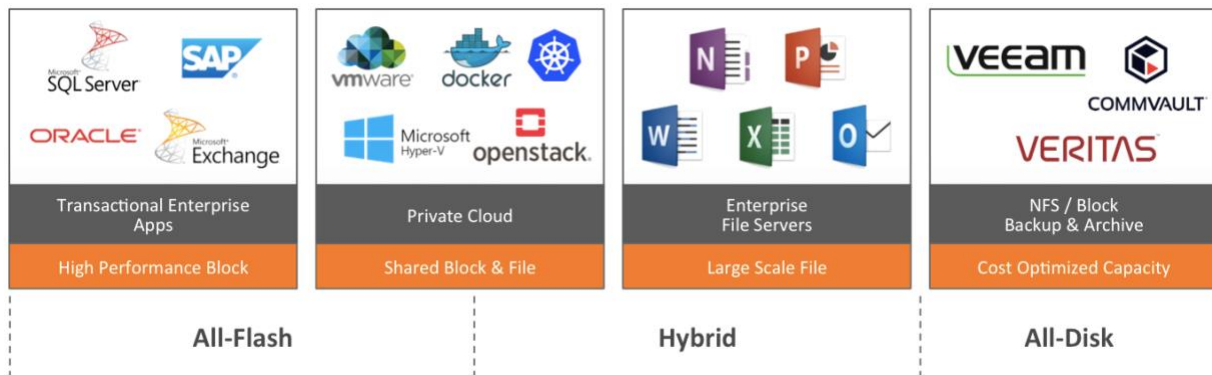 Microsoft®
SQL Server®
SAP®
ORACLE®
Microsoft®
Exchange
Transactional Enterprise
Apps
High Performance Block
vmware®
docker
Microsoft
Hyper-V
openstack®
Private Cloud
Shared Block & File
N
P
W
X
O
Enterprise
File Servers
Large Scale File
VEEAM
COMMVAULT
VERITAS
NFS / Block
Backup & Archive
Cost Optimized Capacity
All-Flash
Hybrid
All-Disk